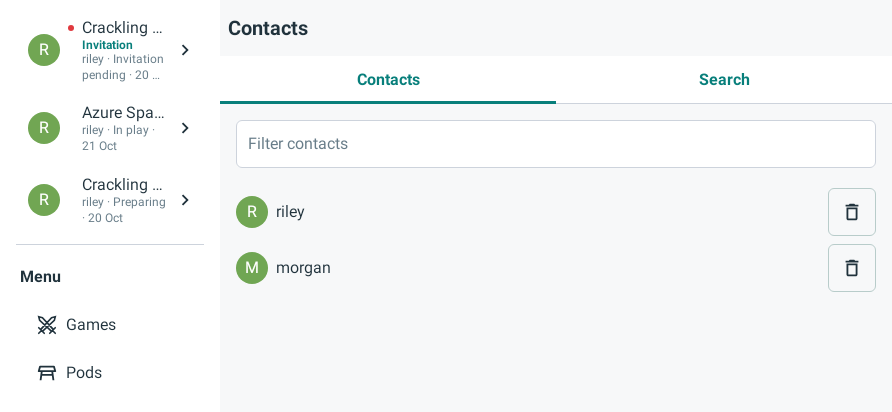 Crackling ...
Invitation
R
riley · Invitation
pending · 20 ...
Azure Spa...
R
riley · In play ·
21 Oct
Crackling ...
R
riley · Preparing
· 20 Oct
Menu
Games
Pods
Contacts
Contacts
Search
Filter contacts
R
riley
M
morgan